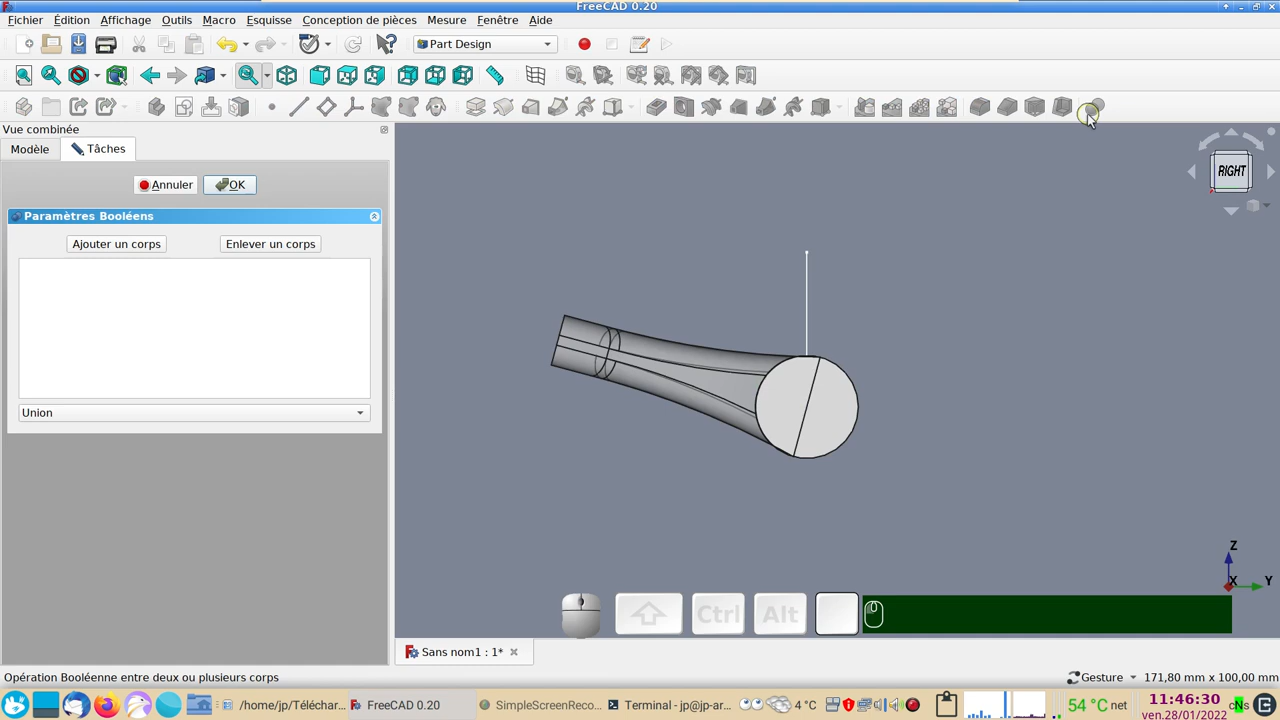 FreeCAD 0.20
Fichier Édition Affichage Outils Macro Esquisse Conception de pièces Mesure Fenêtre Aide
Part Design
Vue combinée
Modèle Tâches
Annuler OK
Paramètres Booléens
Ajouter un corps Enlever un corps
Union
RIGHT
Z
X Y
Ctrl Alt
Sans nom1 : 1*
Opération Booléenne entre deux ou plusieurs corps
Gesture 171,80 mm x 100,00 mm
/home/jp/Téléchar... FreeCAD 0.20 SimpleScreenReco... Terminal - jp@jp-ar... 4 °C 54 °C net 11:46:30
ven.28/01/2022